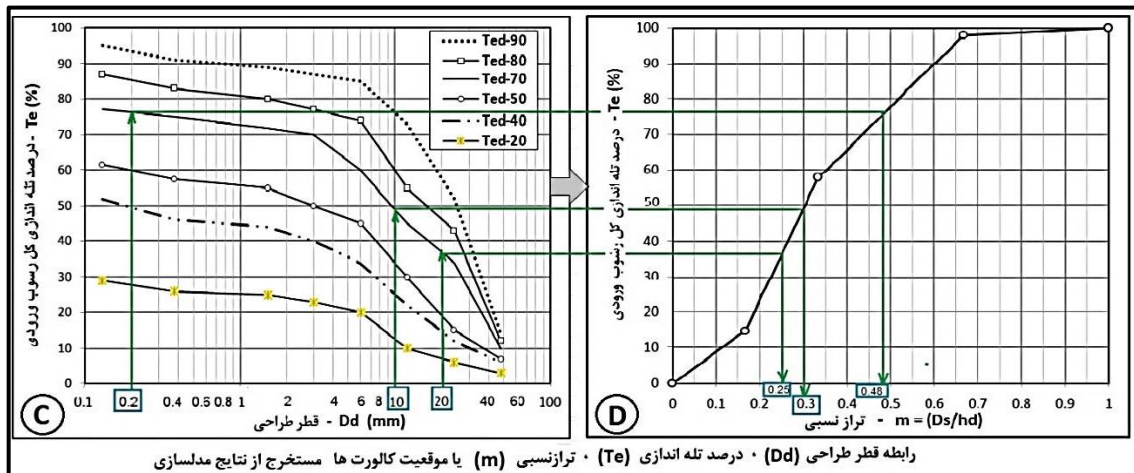 C
درصد تله اندازی کل رسوب ورودی - Te (%)
100
90
80
70
60
50
40
30
20
10
0
Ted-90
Ted-80
Ted-70
Ted-50
Ted-40
Ted-20
0.1 0.2 0.4 0.6 0.8 1 2 4 6 8 10 20 40 60 100
قطر طراحی - Dd (mm)
D
درصد تله اندازی کل رسوب ورودی - Te (%)
100
90
80
70
60
50
40
30
20
10
0
0.25
0.3
0.48
0 0.1 0.2 0.3 0.4 0.5 0.6 0.7 0.8 0.9 1
تراز نسبی - m = (Ds/hd)
رابطه قطر طراحی (Dd) ، درصد تله اندازی (Te) ، ترازنسبی (m) یا موقعیت کالورت ها مستخرج از نتایج مدلسازی